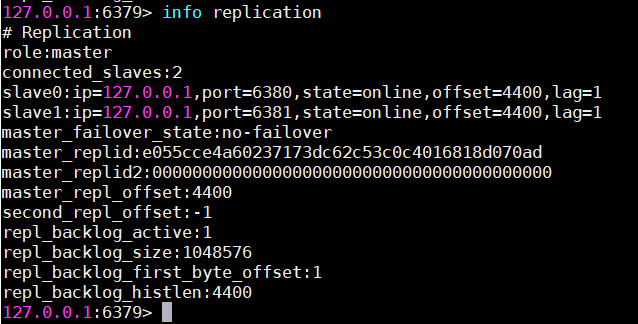 127.0.0.1:6379> info replication
# Replication
role:master
connected_slaves:2
slave0:ip=127.0.0.1,port=6380,state=online,offset=4400,lag=1
slave1:ip=127.0.0.1,port=6381,state=online,offset=4400,lag=1
master_failover_state:no-failover
master_replid:e055cce4a60237173dc62c53c0c4016818d070ad
master_replid2:0000000000000000000000000000000000000000
master_repl_offset:4400
second_repl_offset:-1
repl_backlog_active:1
repl_backlog_size:1048576
repl_backlog_first_byte_offset:1
repl_backlog_histlen:4400
127.0.0.1:6379>